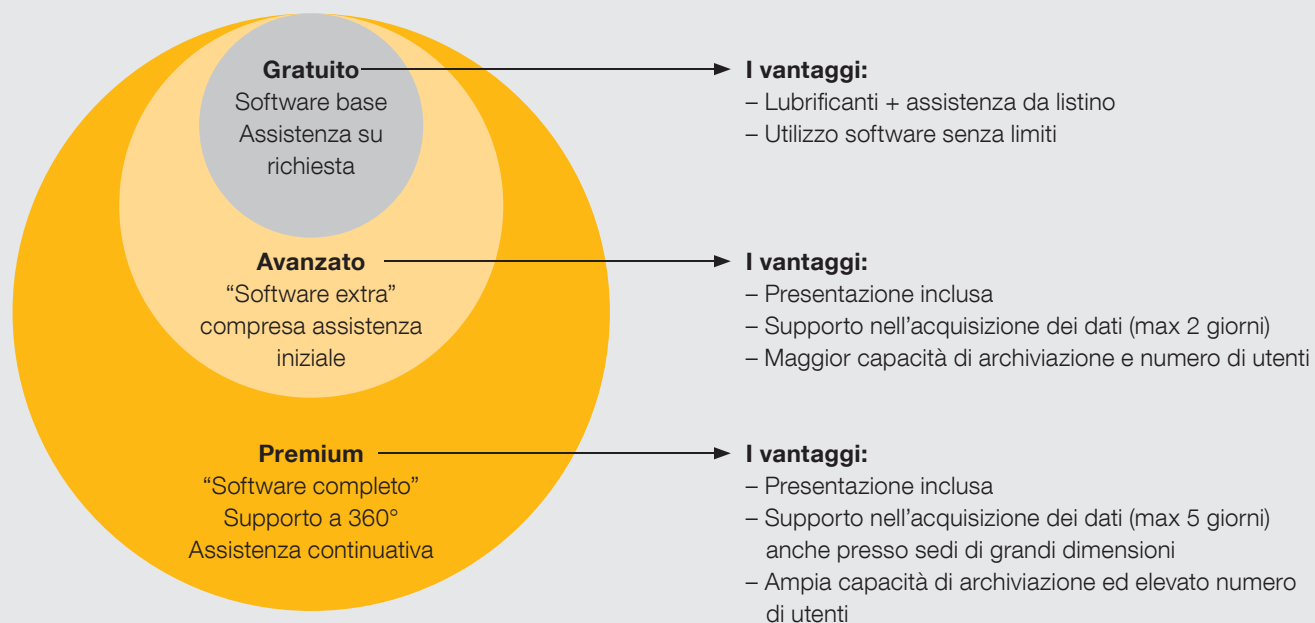 Gratuito
Software base
Assistenza su
richiesta
I vantaggi:
– Lubrificanti + assistenza da listino
– Utilizzo software senza limiti
Avanzato
“Software extra”
compresa assistenza
iniziale
I vantaggi:
– Presentazione inclusa
– Supporto nell’acquisizione dei dati (max 2 giorni)
– Maggior capacità di archiviazione e numero di utenti
Premium
“Software completo”
Supporto a 360°
Assistenza continuativa
I vantaggi:
– Presentazione inclusa
– Supporto nell’acquisizione dei dati (max 5 giorni)
anche presso sedi di grandi dimensioni
– Ampia capacità di archiviazione ed elevato numero
di utenti